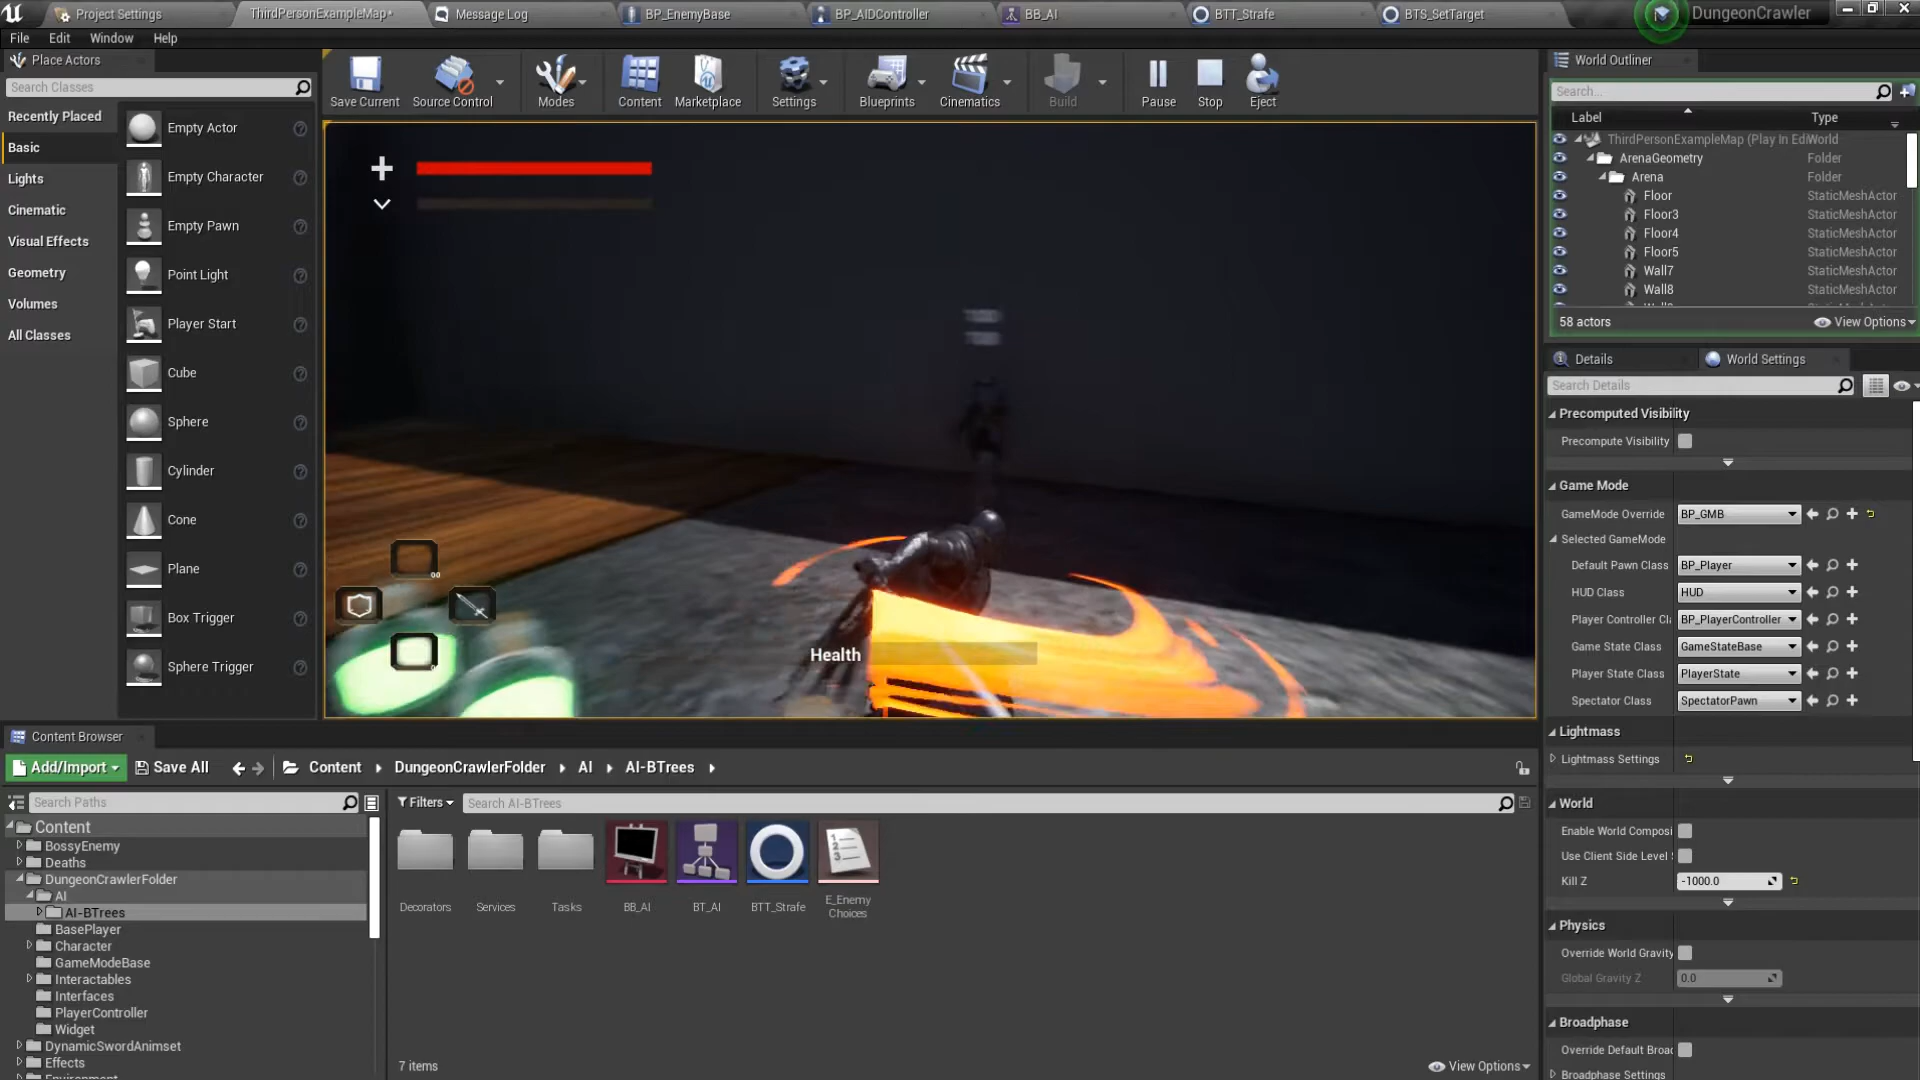 Project Settings
ThirdPersonExampleMap*
Message Log
BP_EnemyBase
BP_AIDController
BB_AI
BTT_Strafe
BTS_SetTarget
DungeonCrawler
File
Edit
Window
Help
Place Actors
Search Classes
Recently Placed
Basic
Lights
Cinematic
Visual Effects
Geometry
Volumes
All Classes
Empty Actor
Empty Character
Empty Pawn
Point Light
Player Start
Cube
Sphere
Cylinder
Cone
Plane
Box Trigger
Sphere Trigger
Save Current
Source Control
Modes
Content
Marketplace
Settings
Blueprints
Cinematics
Build
Pause
Stop
Eject
Health
World Outliner
Search...
Label
Type
ThirdPersonExampleMap (Play In Edi
World
ArenaGeometry
Folder
Arena
Folder
Floor
StaticMeshActor
Floor3
StaticMeshActor
Floor4
StaticMeshActor
Floor5
StaticMeshActor
Wall7
StaticMeshActor
Wall8
StaticMeshActor
58 actors
View Options
Details
World Settings
Search Details
Precomputed Visibility
Precompute Visibility
Game Mode
GameMode Override
BP_GMB
Selected GameMode
Default Pawn Class
BP_Player
HUD Class
HUD
Player Controller Cl
BP_PlayerController
Game State Class
GameStateBase
Player State Class
PlayerState
Spectator Class
SpectatorPawn
Lightmass
Lightmass Settings
World
Enable World Composi
Use Client Side Level
Kill Z
-1000.0
Physics
Override World Gravity
Global Gravity Z
0.0
Broadphase
Override Default Broad
Broadphase Settings
Content Browser
Add/Import
Save All
Content
DungeonCrawlerFolder
AI
AI-BTrees
Search Paths
Filters
Search AI-BTrees
Content
BossyEnemy
Deaths
DungeonCrawlerFolder
AI
AI-BTrees
BasePlayer
Character
GameModeBase
Interactables
Interfaces
PlayerController
Widget
DynamicSwordAnimset
Effects
Decorators
Services
Tasks
BB_AI
BT_AI
BTT_Strafe
E_Enemy
Choices
7 items
View Options